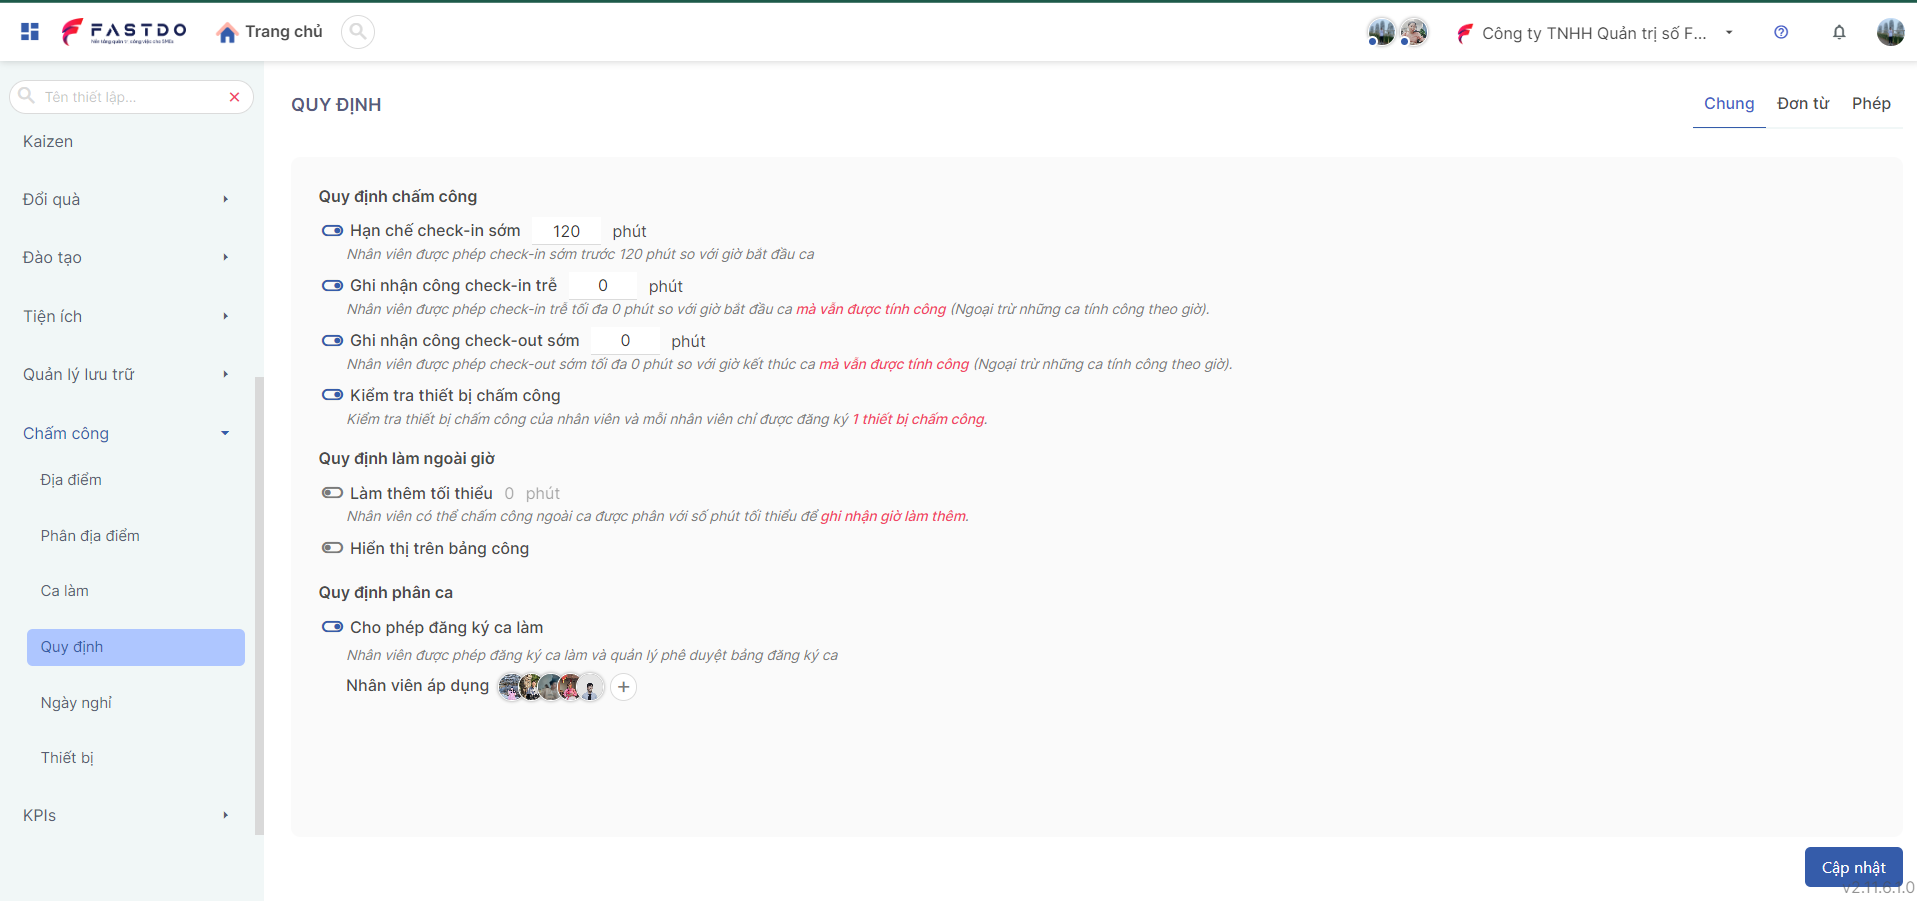 FASTDO
Nền tảng quản trị công việc cho SMEs
Trang chủ
Công ty TNHH Quản trị số F...
Tên thiết lập...
Kaizen
Đổi quà
Đào tạo
Tiện ích
Quản lý lưu trữ
Chấm công
Địa điểm
Phân địa điểm
Ca làm
Quy định
Ngày nghỉ
Thiết bị
KPIs
QUY ĐỊNH
Chung Đơn từ Phép
Quy định chấm công
Hạn chế check-in sớm 120 phút
Nhân viên được phép check-in sớm trước 120 phút so với giờ bắt đầu ca
Ghi nhận công check-in trễ 0 phút
Nhân viên được phép check-in trễ tối đa 0 phút so với giờ bắt đầu ca mà vẫn được tính công (Ngoại trừ những ca tính công theo giờ).
Ghi nhận công check-out sớm 0 phút
Nhân viên được phép check-out sớm tối đa 0 phút so với giờ kết thúc ca mà vẫn được tính công (Ngoại trừ những ca tính công theo giờ).
Kiểm tra thiết bị chấm công
Kiểm tra thiết bị chấm công của nhân viên và mỗi nhân viên chỉ được đăng ký 1 thiết bị chấm công.
Quy định làm ngoài giờ
Làm thêm tối thiểu 0 phút
Nhân viên có thể chấm công ngoài ca được phân với số phút tối thiểu để ghi nhận giờ làm thêm.
Hiển thị trên bảng công
Quy định phân ca
Cho phép đăng ký ca làm
Nhân viên được phép đăng ký ca làm và quản lý phê duyệt bảng đăng ký ca
Nhân viên áp dụng
Cập nhật
v2.11.6.1.0